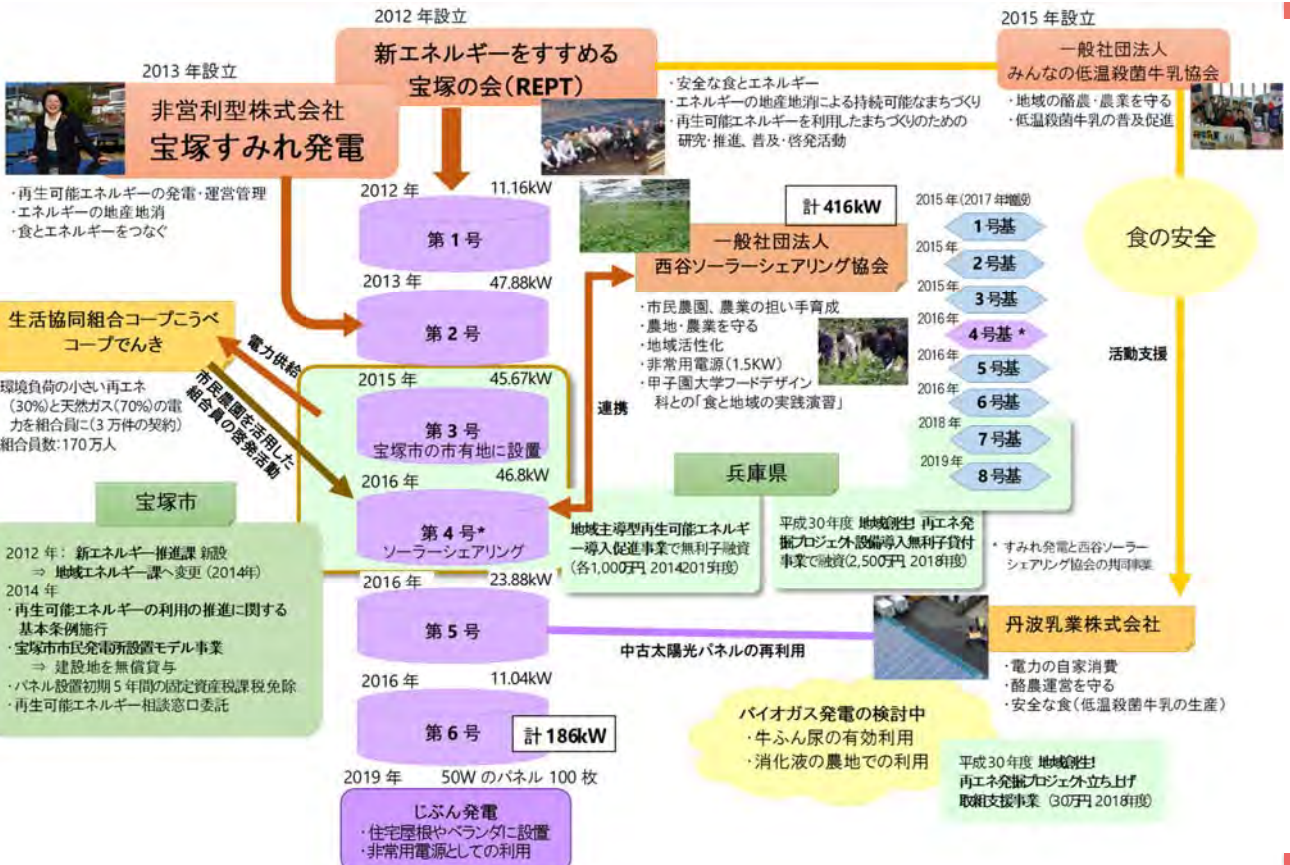 2012 年設立
新エネルギーをすすめる
宝塚の会(REPT)
2015 年設立
一般社団法人
みんなの低温殺菌牛乳協会
・地域の酪農・農業を守る
・低温殺菌牛乳の普及促進
2013 年設立
非営利型株式会社
宝塚すみれ発電
・再生可能エネルギーの発電・運営管理
・エネルギーの地産地消
・食とエネルギーをつなぐ
・安全な食とエネルギー
・エネルギーの地産地消による持続可能なまちづくり
・再生可能エネルギーを利用したまちづくりのための
研究・推進、普及・啓発活動
2012 年 11.16kW
第 1 号
2013 年 47.88kW
第 2 号
2015 年 45.67kW
第 3 号
宝塚市の市有地に設置
2016 年 46.8kW
第 4 号*
ソーラーシェアリング
2016 年 23.88kW
第 5 号
2016 年 11.04kW
第 6 号
計 186kW
2019 年 50W のパネル 100 枚
じぶん発電
・住宅屋根やベランダに設置
・非常用電源としての利用
生活協同組合コープこうべ
コープでんき
環境負荷の小さい再エネ
(30%)と天然ガス(70%)の電
力を組合員に(3 万件の契約)
組合員数:170 万人
電力供給
市民農園を活用した
組合員の啓発活動
宝塚市
2012 年: 新エネルギー推進課 新設
⇒ 地域エネルギー課へ変更 (2014年)
2014 年
・再生可能エネルギーの利用の推進に関する
基本条例施行
・宝塚市市民発電所設置モデル事業
⇒ 建設地を無償貸与
・パネル設置初期 5 年間の固定資産税課税免除
・再生可能エネルギー相談窓口委託
計 416kW
一般社団法人
西谷ソーラーシェアリング協会
・市民農園、農業の担い手育成
・農地・農業を守る
・地域活性化
・非常用電源(1.5KW)
・甲子園大学フードデザイン
科との「食と地域の実践演習」
連携
2015 年(2017 年増設)
1 号基
2015 年
2 号基
2015 年
3 号基
2016 年
4 号基 *
2016 年
5 号基
2016 年
6 号基
2018 年
7 号基
2019 年
8 号基
兵庫県
地域主導型再生可能エネルギ
ー導入促進事業で無利子融資
(各1,000万円, 2014・2015年度)
平成30年度 地域創生! 再エネ発
掘プロジェクト設備導入無利子貸付
事業で融資(2,500万円, 2018年度)
* すみれ発電と西谷ソーラー
シェアリング協会の共同事業
食の安全
活動支援
丹波乳業株式会社
・電力の自家消費
・酪農運営を守る
・安全な食(低温殺菌牛乳の生産)
中古太陽光パネルの再利用
バイオガス発電の検討中
・牛ふん尿の有効利用
・消化液の農地での利用
平成30年度 地域創生!
再エネ発掘プロジェクト立ち上げ
取組支援事業 (30万円, 2018年度)